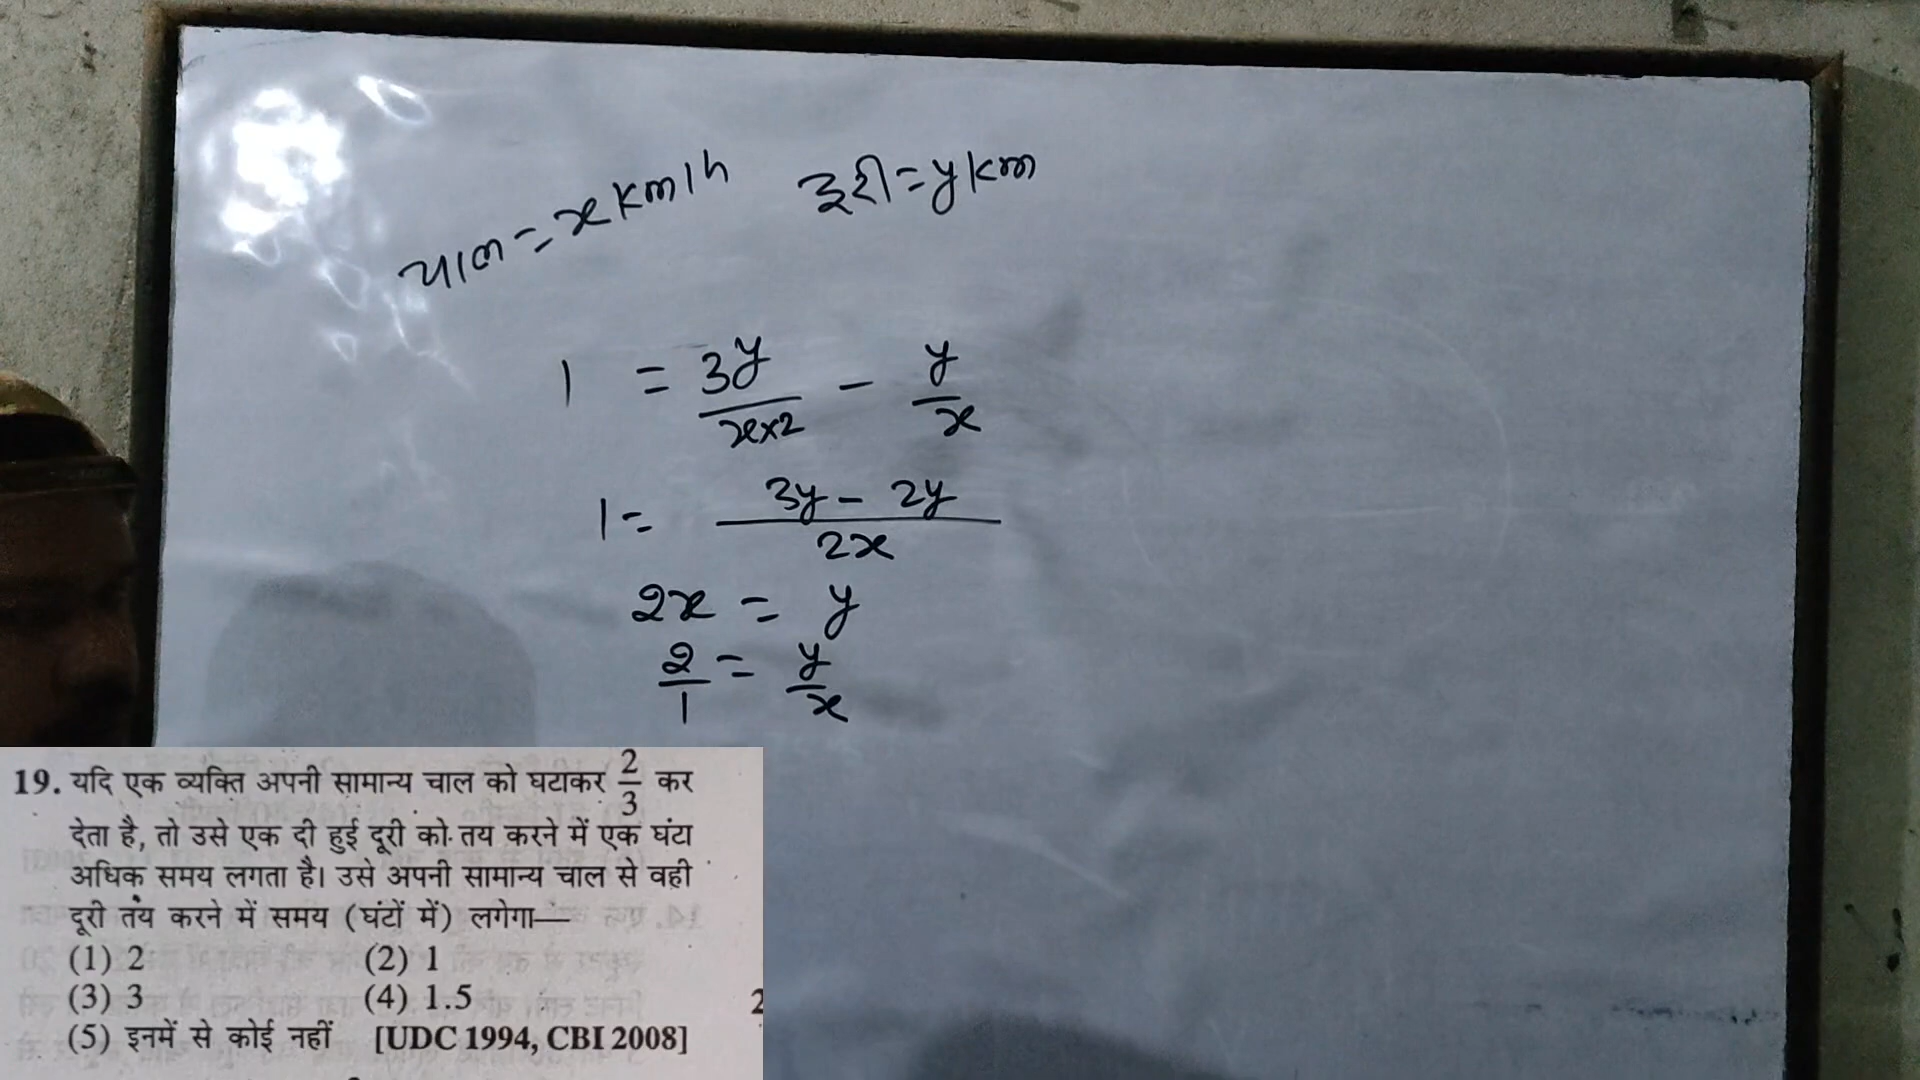 चाल = x km/h दूरी = y km
1 = 3y/x×2 - y/x
1 = 3y - 2y/2x
2x = y
2/1 = y/x
19. यदि एक व्यक्ति अपनी सामान्य चाल को घटाकर 2/3 कर
देता है, तो उसे एक दी हुई दूरी को तय करने में एक घंटा
अधिक समय लगता है। उसे अपनी सामान्य चाल से वही
दूरी तय करने में समय (घंटों में) लगेगा—
(1) 2 (2) 1
(3) 3 (4) 1.5
(5) इनमें से कोई नहीं [UDC 1994, CBI 2008]
2